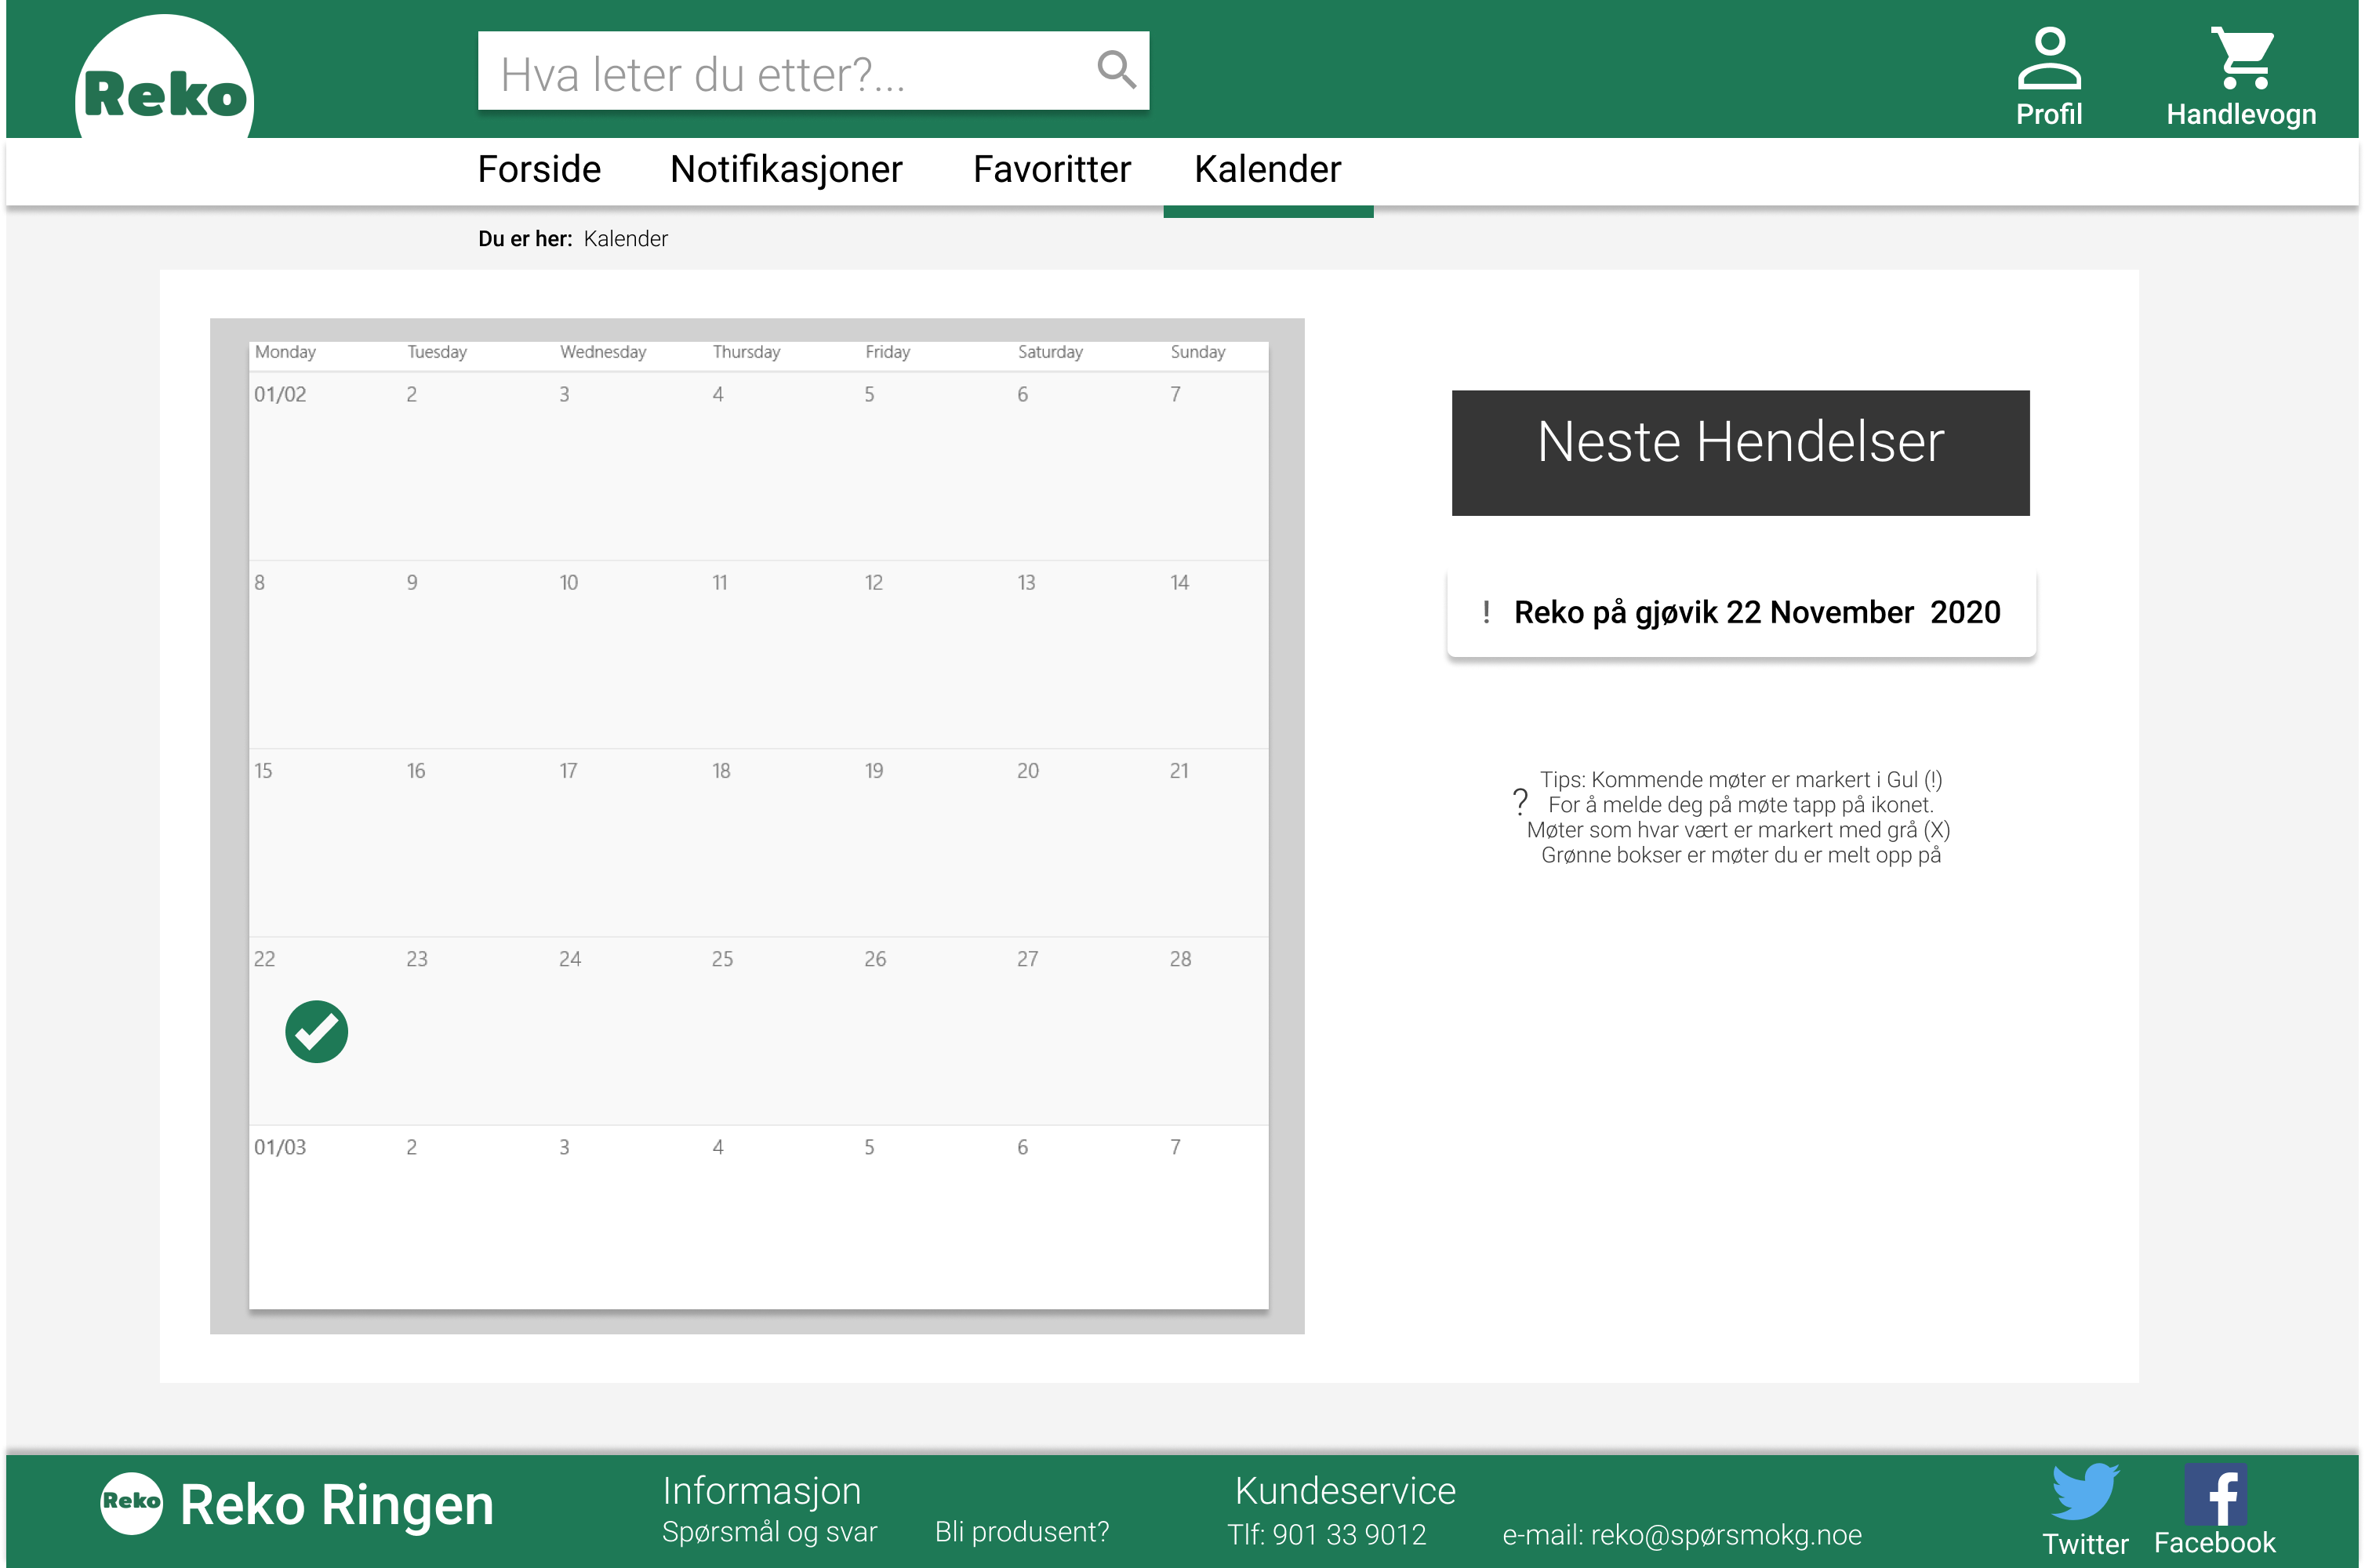 Reko
Hva leter du etter?...
Profil
Handlevogn
Forside Notifikasjoner Favoritter Kalender
Du er her: Kalender
Monday Tuesday Wednesday Thursday Friday Saturday Sunday
01/02 2 3 4 5 6 7
8 9 10 11 12 13 14
15 16 17 18 19 20 21
22 23 24 25 26 27 28
01/03 2 3 4 5 6 7
Neste Hendelser
! Reko på gjøvik 22 November 2020
?
Tips: Kommende møter er markert i Gul (!)
For å melde deg på møte tapp på ikonet.
Møter som hvar vært er markert med grå (X)
Grønne bokser er møter du er melt opp på
Reko
Reko Ringen
Informasjon
Spørsmål og svar Bli produsent?
Kundeservice
Tlf: 901 33 9012 e-mail: reko@spørsmokg.noe
Twitter
Facebook